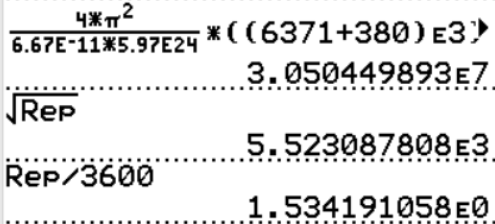 4*π²/6.67E-11*5.97E24 *((6371+380)E3)▶
3.050449893E7
√Rep
5.523087808E3
Rep/3600
1.534191058E0